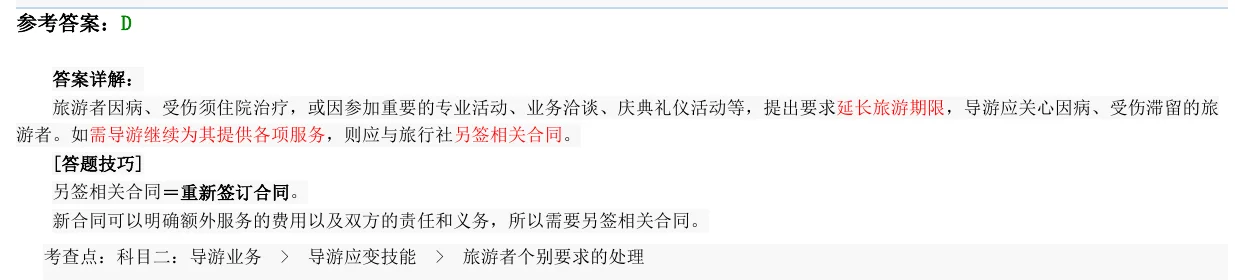 参考答案：D
答案详解：
旅游者因病、受伤须住院治疗，或因参加重要的专业活动、业务洽谈、庆典礼仪活动等，提出要求延长旅游期限，导游应关心因病、受伤滞留的旅
游者。如需导游继续为其提供各项服务，则应与旅行社另签相关合同。
[答题技巧]
另签相关合同＝重新签订合同。
新合同可以明确额外服务的费用以及双方的责任和义务，所以需要另签相关合同。
考查点：科目二：导游业务 > 导游应变技能 > 旅游者个别要求的处理